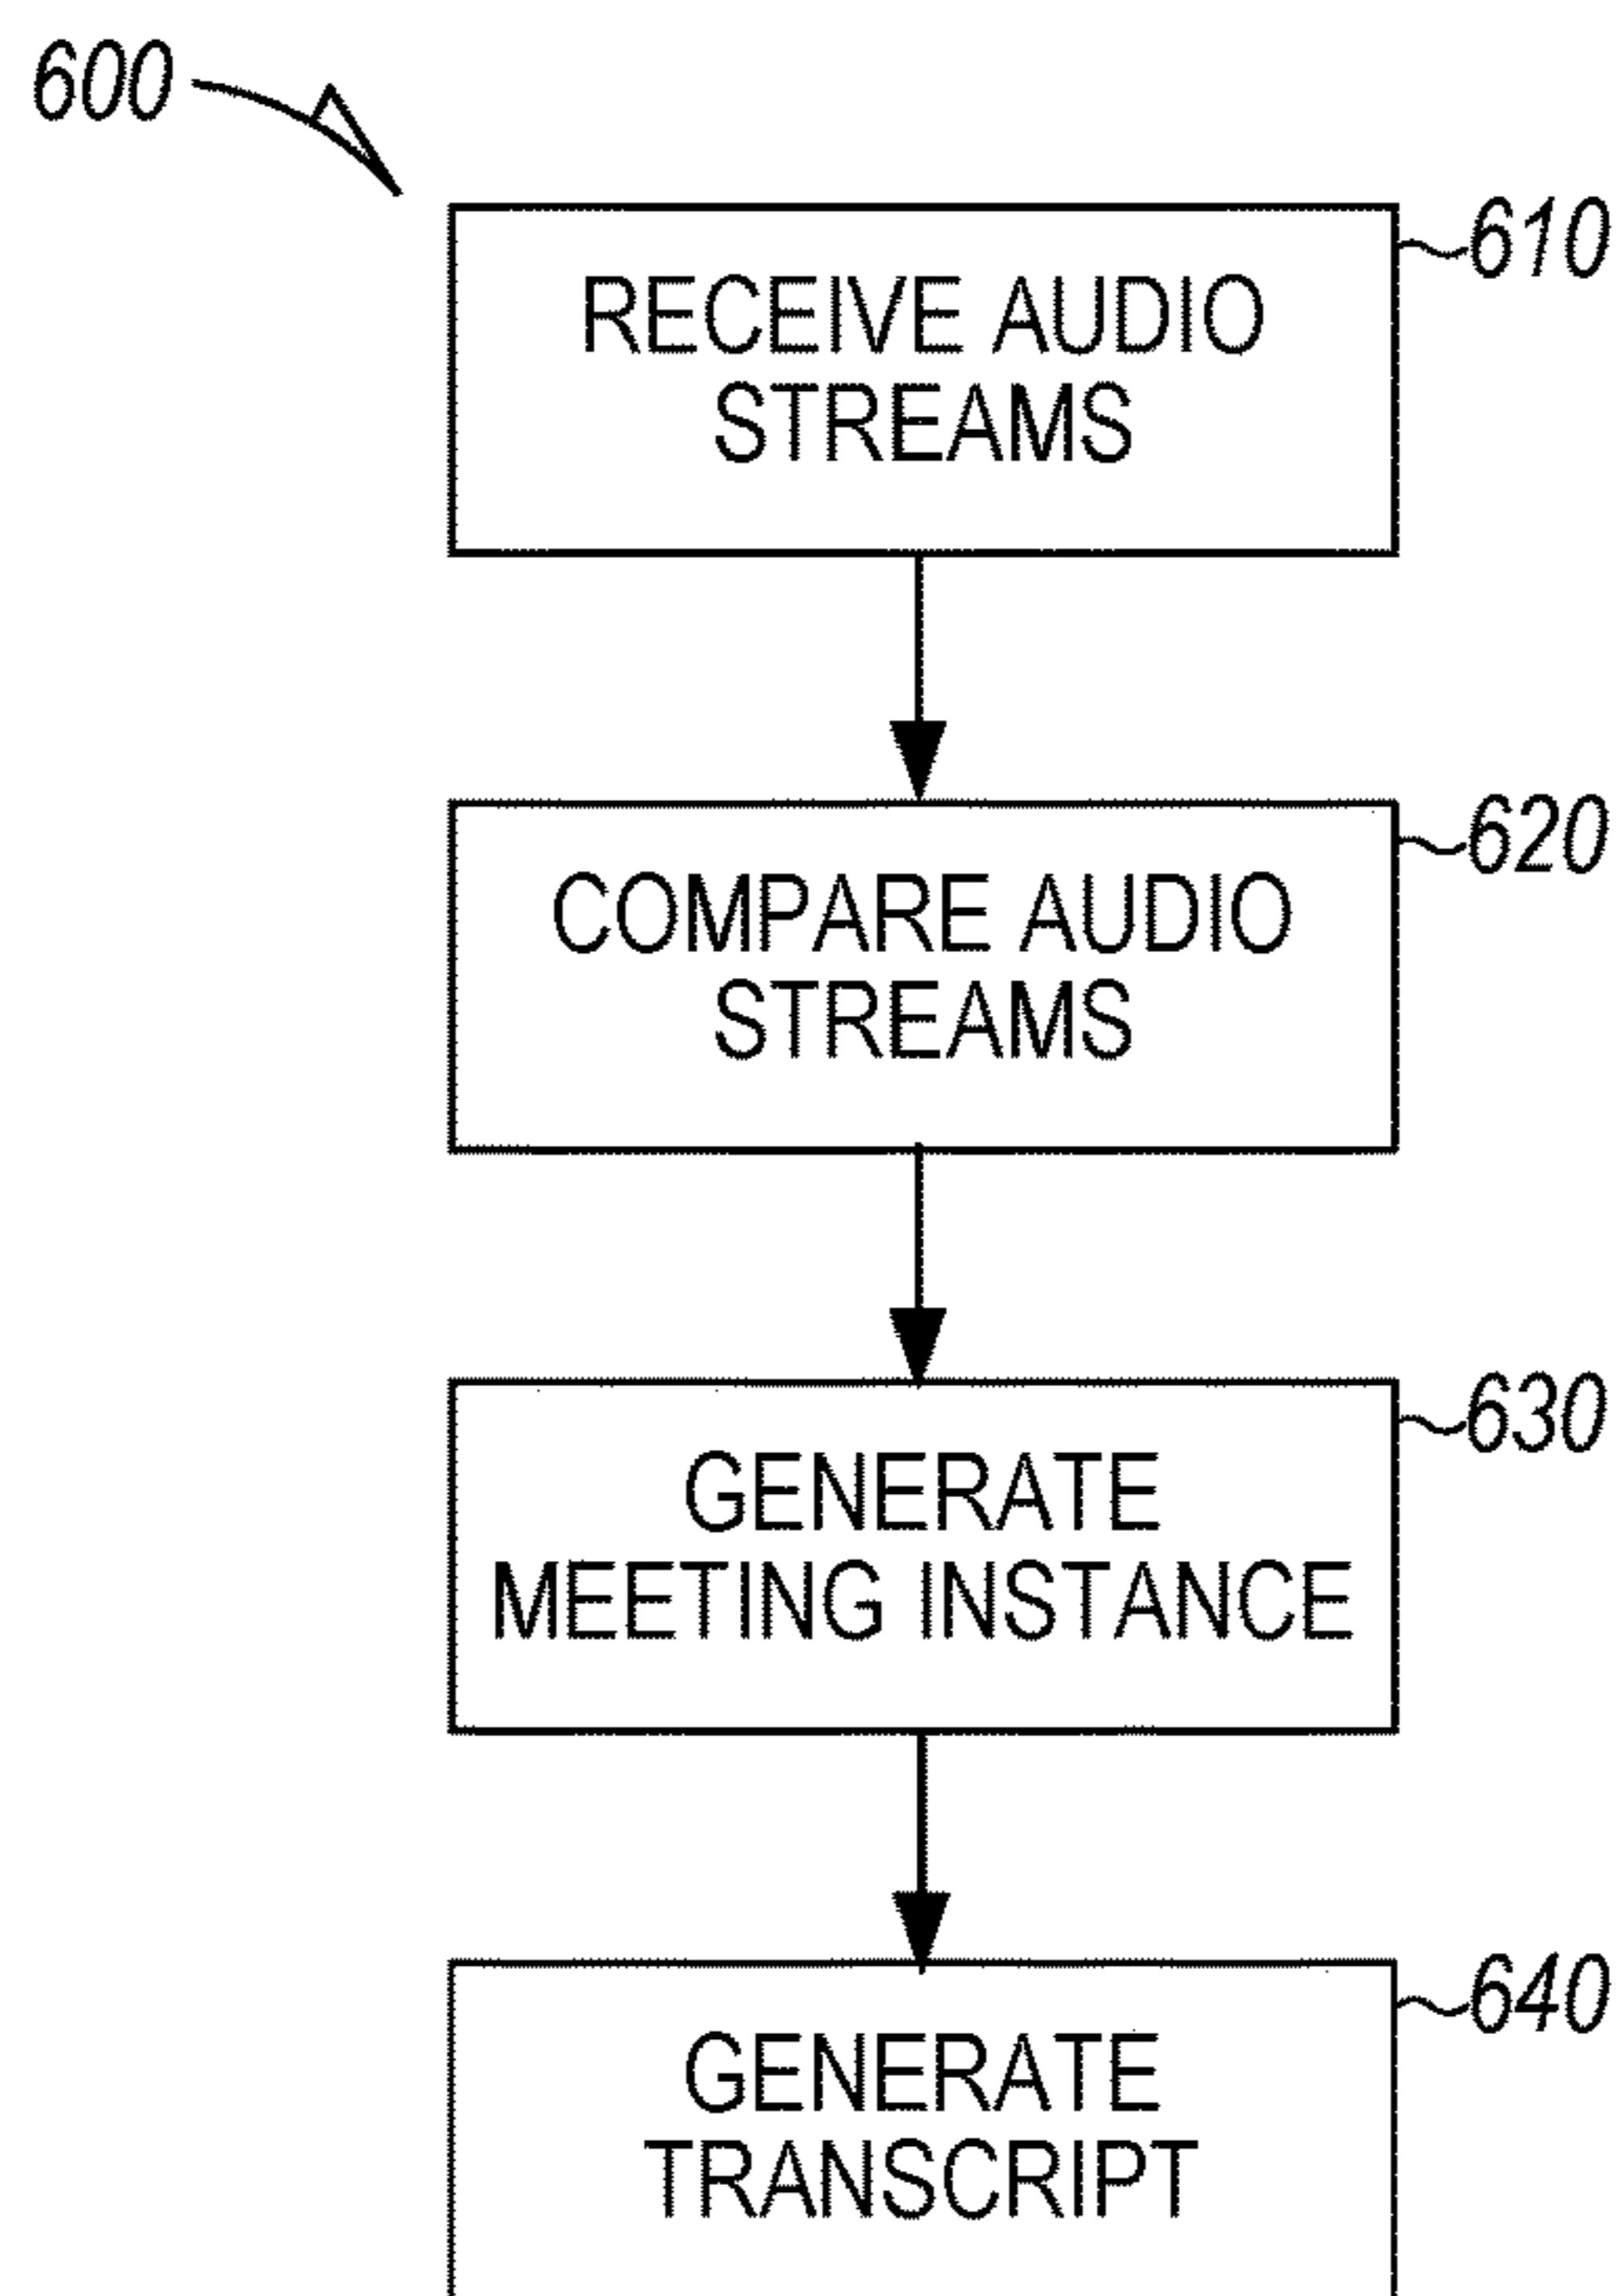 600
610
RECEIVE AUDIO
STREAMS
620
COMPARE AUDIO
STREAMS
630
GENERATE
MEETING INSTANCE
640
GENERATE
TRANSCRIPT